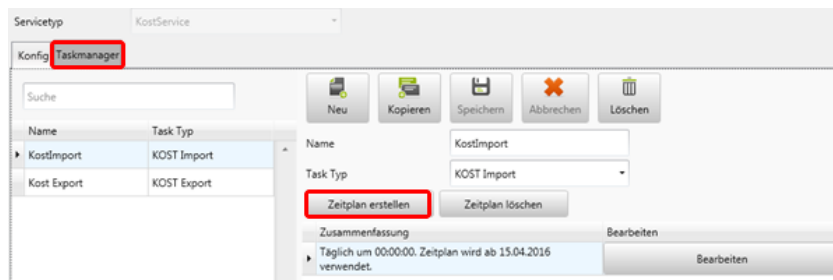 Servicetyp KostService
Konfig Taskmanager
Suche
Name Task Typ
KostImport KOST Import
Kost Export KOST Export
Neu Kopieren Speichern Abbrechen Löschen
Name KostImport
Task Typ KOST Import
Zeitplan erstellen Zeitplan löschen
Zusammenfassung Bearbeiten
Täglich um 00:00:00. Zeitplan wird ab 15.04.2016
verwendet.
Bearbeiten